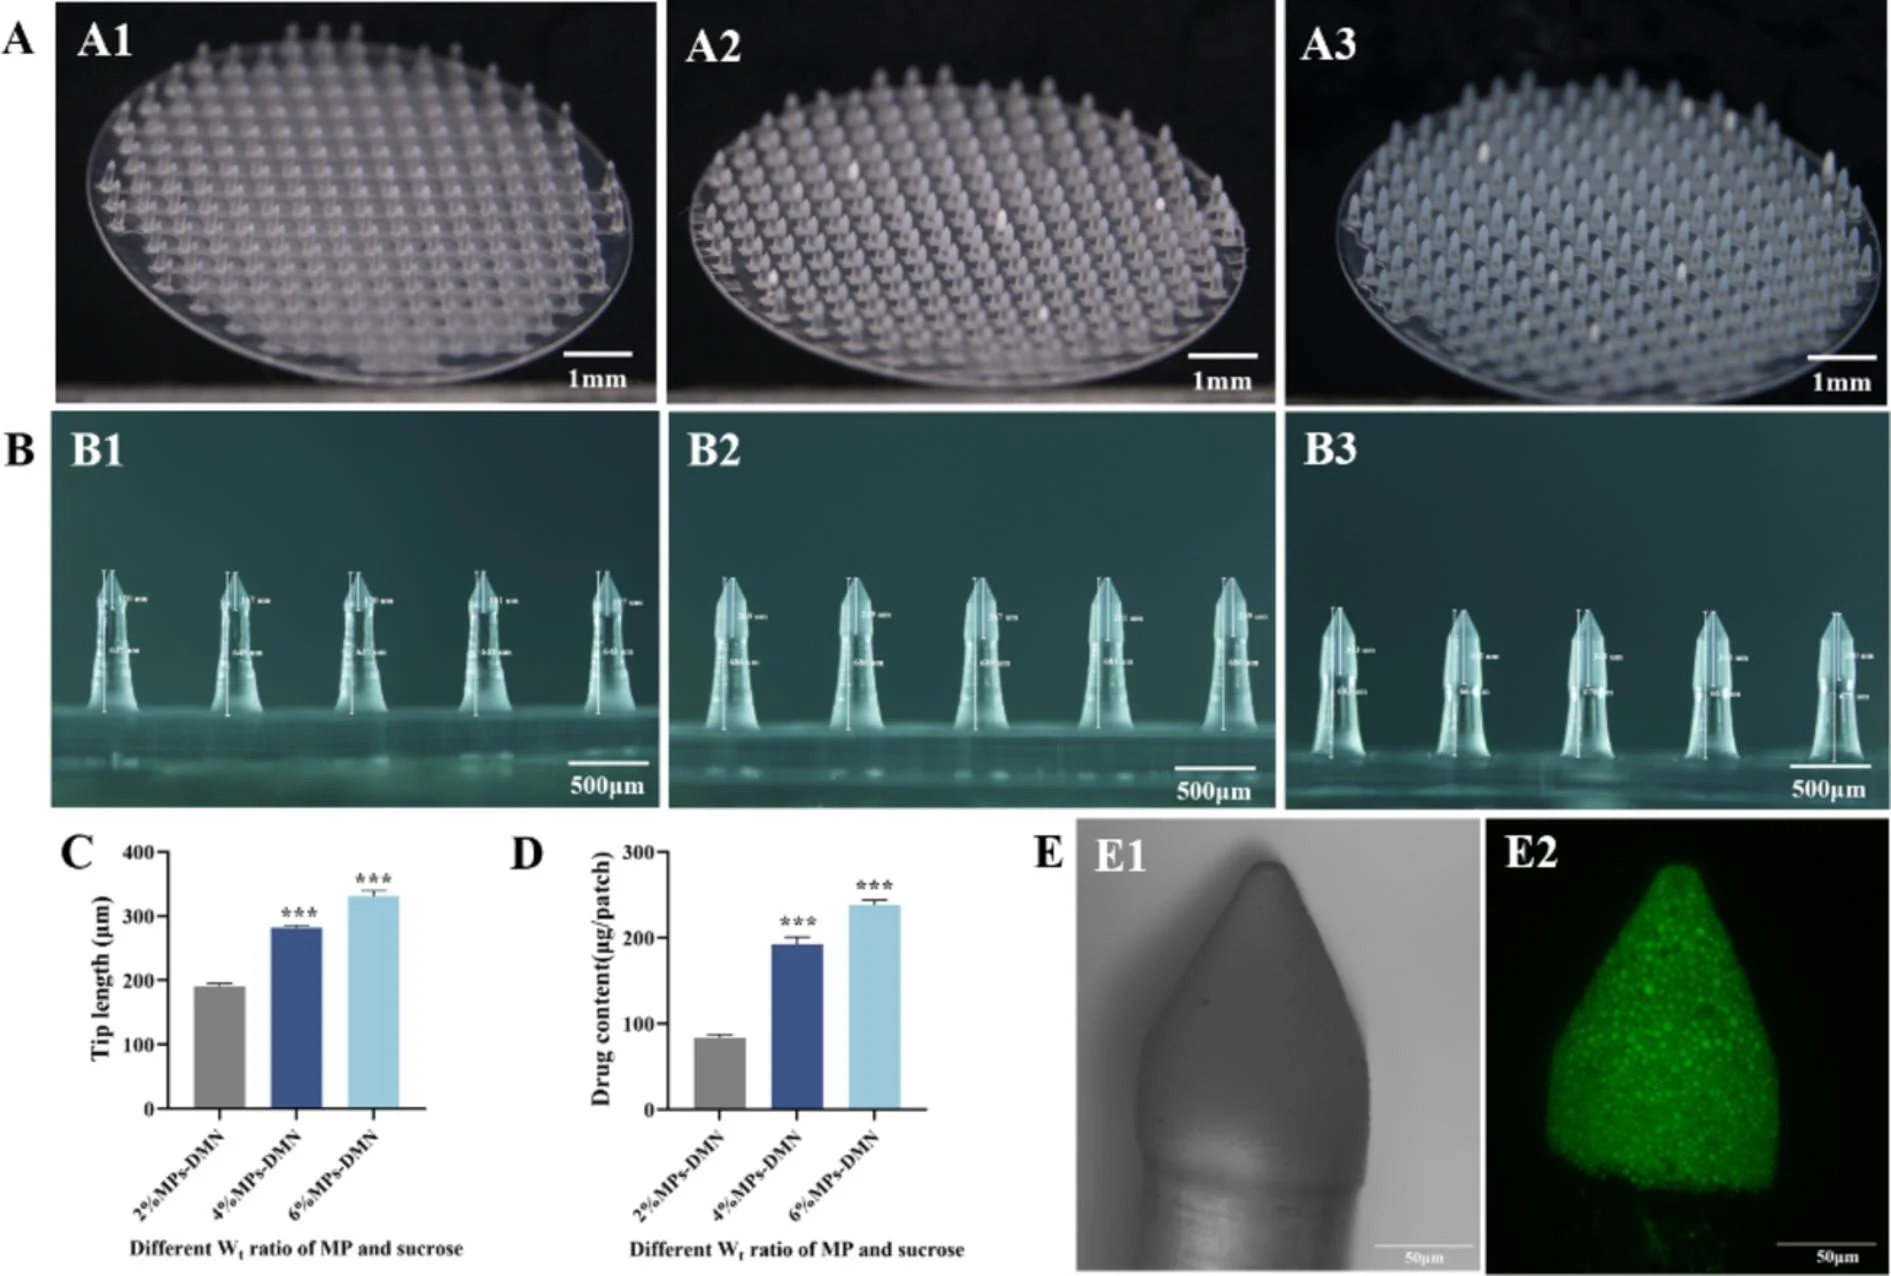 A
A1
A2
A3
1mm
1mm
1mm
B
B1
B2
B3
500μm
500μm
500μm
C
400
300
200
100
0
Tip length (μm)
***
***
2%MPs-DMN
4%MPs-DMN
6%MPs-DMN
Different Wt ratio of MP and sucrose
D
300
200
100
0
Drug content(μg/patch)
***
***
2%MPs-DMN
4%MPs-DMN
6%MPs-DMN
Different Wt ratio of MP and sucrose
E
E1
E2
50μm
50μm